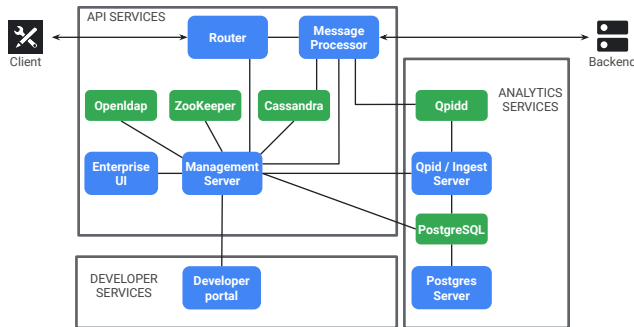 API SERVICES
Router
Message
Processor
Client
Backend
Openldap
ZooKeeper
Cassandra
Qpidd
ANALYTICS
SERVICES
Enterprise
UI
Management
Server
Qpid / Ingest
Server
PostgreSQL
DEVELOPER
SERVICES
Developer
portal
Postgres
Server